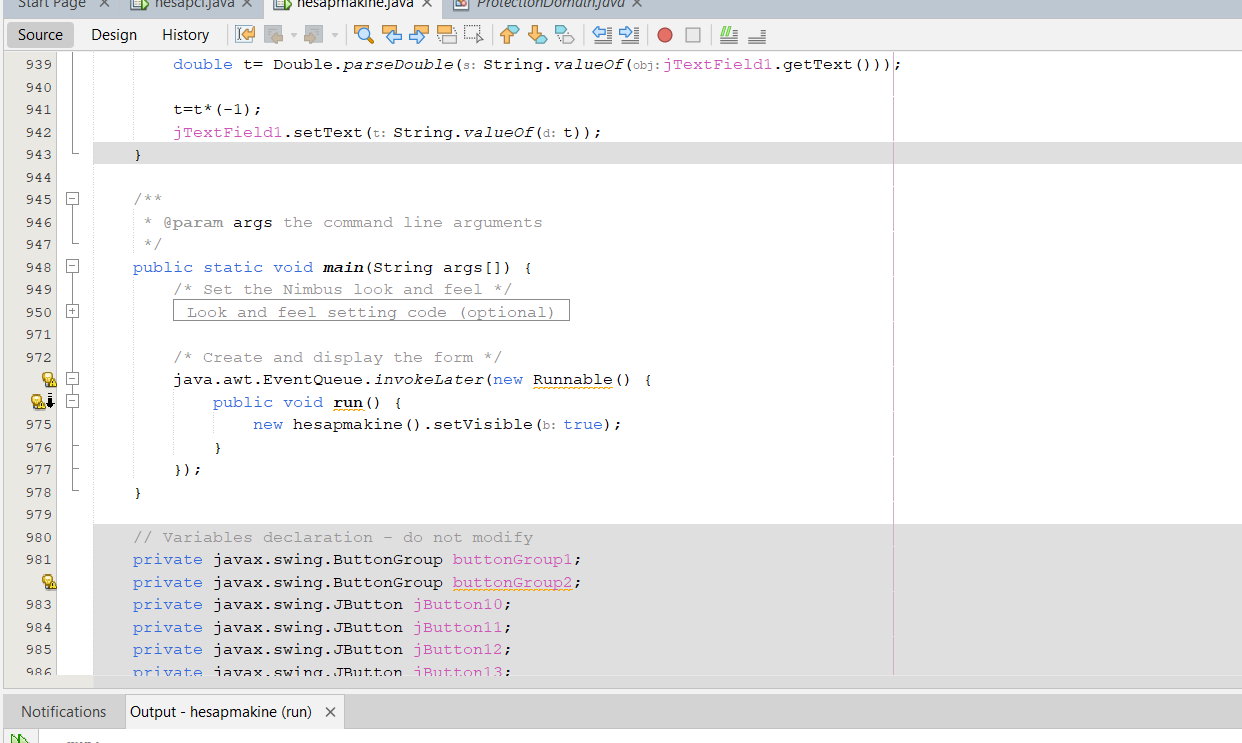 Start Page hesapci.java hesapmakine.java ProtectionDomain.java
Source Design History
939 double t= Double.parseDouble(s: String.valueOf(obj:jTextField1.getText()));
940
941 t=t*(-1);
942 jTextField1.setText(t: String.valueOf(d: t));
943 }
944
945 /**
946 * @param args the command line arguments
947 */
948 public static void main(String args[]) {
949 /* Set the Nimbus look and feel */
950 Look and feel setting code (optional)
971
972 /* Create and display the form */
java.awt.EventQueue.invokeLater(new Runnable() {
public void run() {
975 new hesapmakine().setVisible(b: true);
976 }
977 });
978 }
979
980 // Variables declaration - do not modify
981 private javax.swing.ButtonGroup buttonGroup1;
private javax.swing.ButtonGroup buttonGroup2;
983 private javax.swing.JButton jButton10;
984 private javax.swing.JButton jButton11;
985 private javax.swing.JButton jButton12;
986 private javax.swing.JButton jButton13;
Notifications Output - hesapmakine (run)